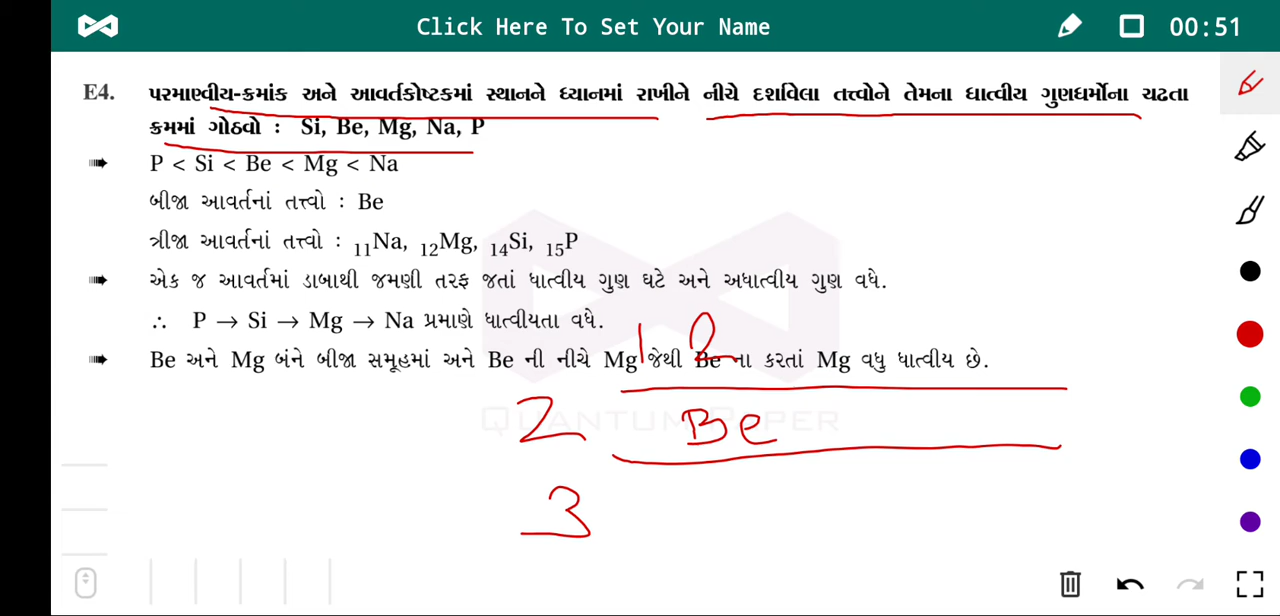 Click Here To Set Your Name
00:51
E4. પરમાણ્વીય-ક્રમાંક અને આવર્તકોષ્ટકમાં સ્થાનને ધ્યાનમાં રાખીને નીચે દર્શાવેલા તત્ત્વોને તેમના ધાત્વીય ગુણધર્મોના ચઢતા
ક્રમમાં ગોઠવો : Si, Be, Mg, Na, P
➠ P < Si < Be < Mg < Na
બીજા આવર્તનાં તત્ત્વો : Be
ત્રીજા આવર્તનાં તત્ત્વો : ₁₁Na, ₁₂Mg, ₁₄Si, ₁₅P
➠ એક જ આવર્તમાં ડાબાથી જમણી તરફ જતાં ધાત્વીય ગુણ ઘટે અને અધાત્વીય ગુણ વધે.
∴ P → Si → Mg → Na પ્રમાણે ધાત્વીયતા વધે.
1 2
➠ Be અને Mg બંને બીજા સમૂહમાં અને Be ની નીચે Mg જેથી Be ના કરતાં Mg વધુ ધાત્વીય છે.
QUANTUM PAPER
2 Be
3